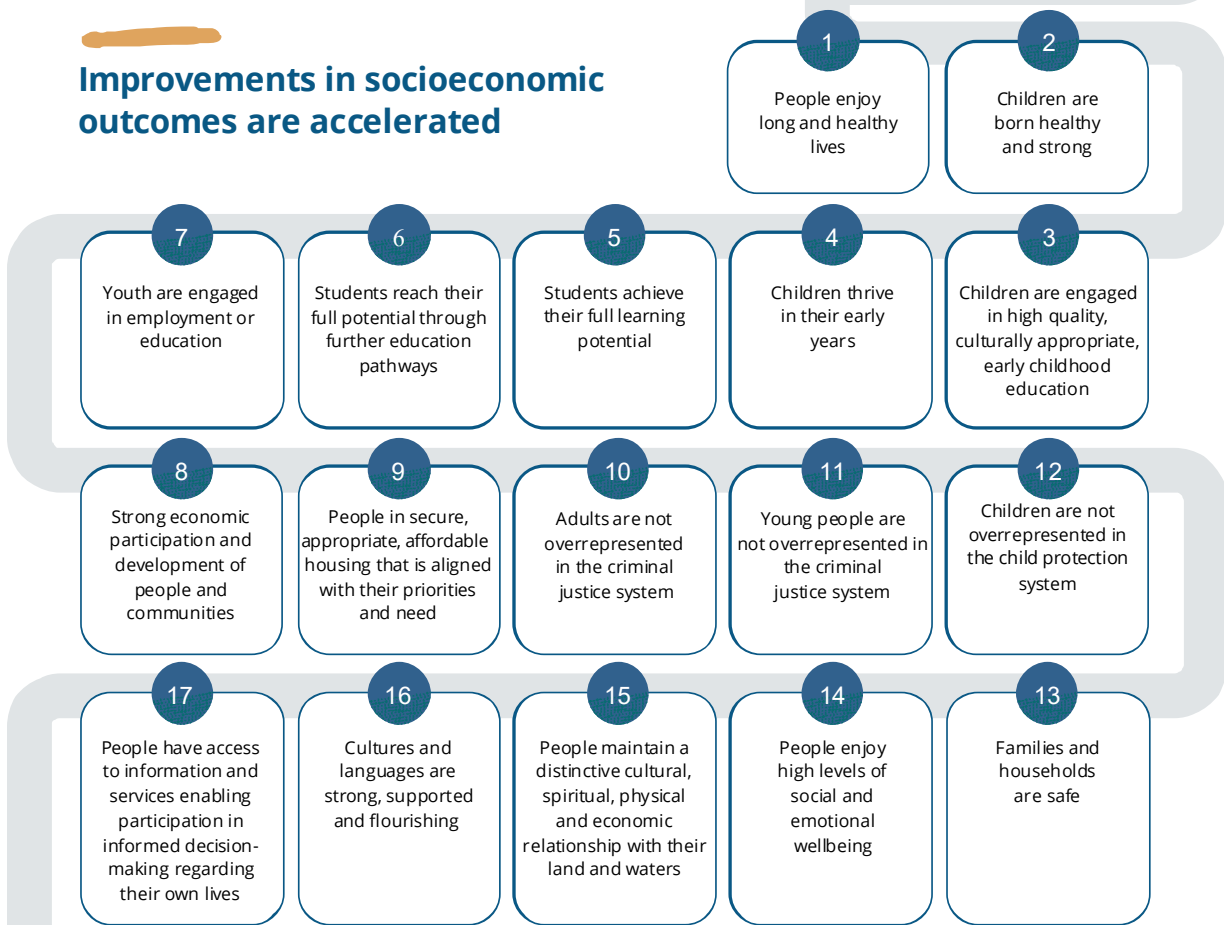 Improvements in socioeconomic
outcomes are accelerated
1
People enjoy
long and healthy
lives
2
Children are
born healthy
and strong
3
Children are engaged
in high quality,
culturally appropriate,
early childhood
education
4
Children thrive
in their early
years
5
Students achieve
their full learning
potential
6
Students reach their
full potential through
further education
pathways
7
Youth are engaged
in employment or
education
8
Strong economic
participation and
development of
people and
communities
9
People in secure,
appropriate, affordable
housing that is aligned
with their priorities
and need
10
Adults are not
overrepresented
in the criminal
justice system
11
Young people are
not overrepresented in
the criminal
justice system
12
Children are not
overrepresented in
the child protection
system
13
Families and
households
are safe
14
People enjoy
high levels of
social and
emotional
wellbeing
15
People maintain a
distinctive cultural,
spiritual, physical
and economic
relationship with their
land and waters
16
Cultures and
languages are
strong, supported
and flourishing
17
People have access
to information and
services enabling
participation in
informed decision-
making regarding
their own lives